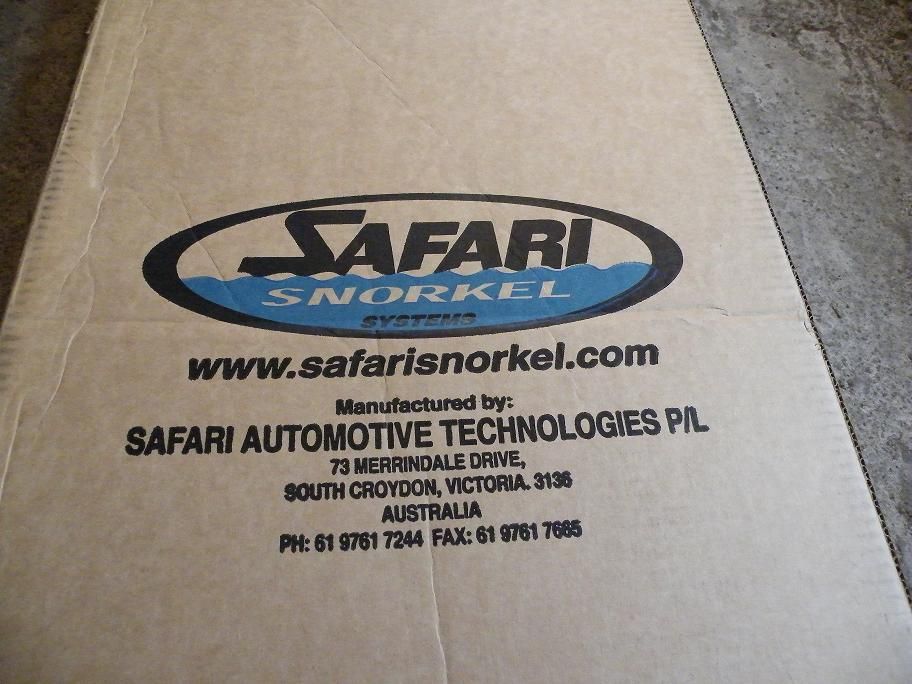 SAFARI
SNORKEL
SYSTEMS
www.safarisnorkel.com
Manufactured by:
SAFARI AUTOMOTIVE TECHNOLOGIES P/L
73 MERRINDALE DRIVE,
SOUTH CROYDON, VICTORIA. 3136
AUSTRALIA
PH: 61 9761 7244 FAX: 61 9761 7665